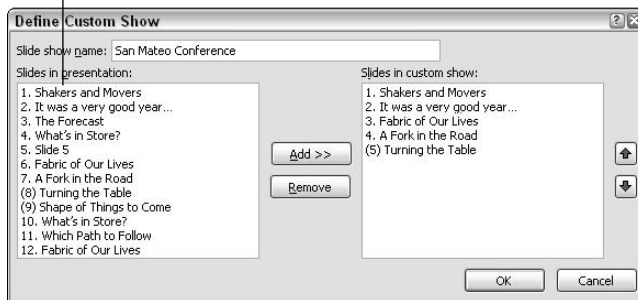 Define Custom Show
Slide show name: San Mateo Conference
Slides in presentation:
1. Shakers and Movers
2. It was a very good year...
3. The Forecast
4. What's in Store?
5. Slide 5
6. Fabric of Our Lives
7. A Fork in the Road
(8) Turning the Table
(9) Shape of Things to Come
10. What's in Store?
11. Which Path to Follow
12. Fabric of Our Lives
Add >>
Remove
Slides in custom show:
1. Shakers and Movers
2. It was a very good year...
3. Fabric of Our Lives
4. A Fork in the Road
(5) Turning the Table
OK
Cancel